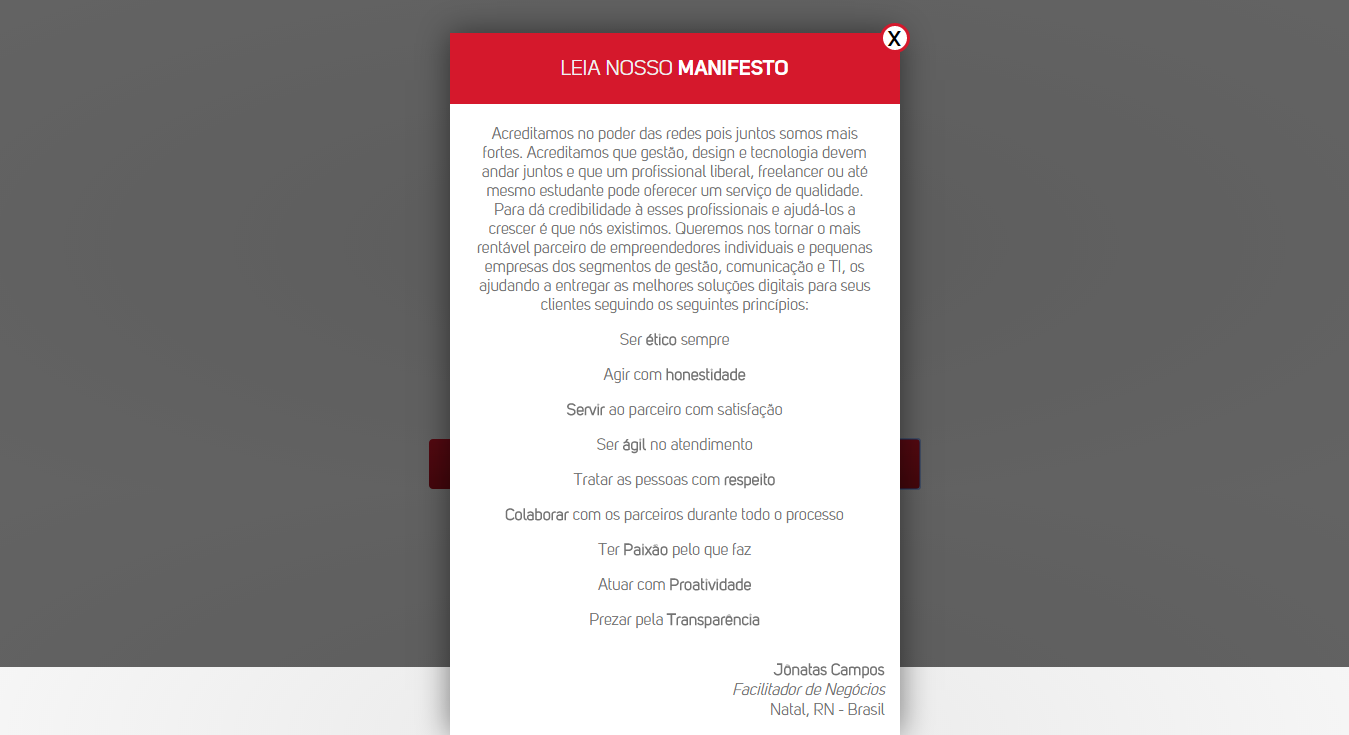 X
LEIA NOSSO MANIFESTO
Acreditamos no poder das redes pois juntos somos mais
fortes. Acreditamos que gestão, design e tecnologia devem
andar juntos e que um profissional liberal, freelancer ou até
mesmo estudante pode oferecer um serviço de qualidade.
Para dá credibilidade à esses profissionais e ajudá-los a
crescer é que nós existimos. Queremos nos tornar o mais
rentável parceiro de empreendedores individuais e pequenas
empresas dos segmentos de gestão, comunicação e TI, os
ajudando a entregar as melhores soluções digitais para seus
clientes seguindo os seguintes princípios:
Ser ético sempre
Agir com honestidade
Servir ao parceiro com satisfação
Ser ágil no atendimento
Tratar as pessoas com respeito
Colaborar com os parceiros durante todo o processo
Ter Paixão pelo que faz
Atuar com Proatividade
Prezar pela Transparência
Jônatas Campos
Facilitador de Negócios
Natal, RN - Brasil